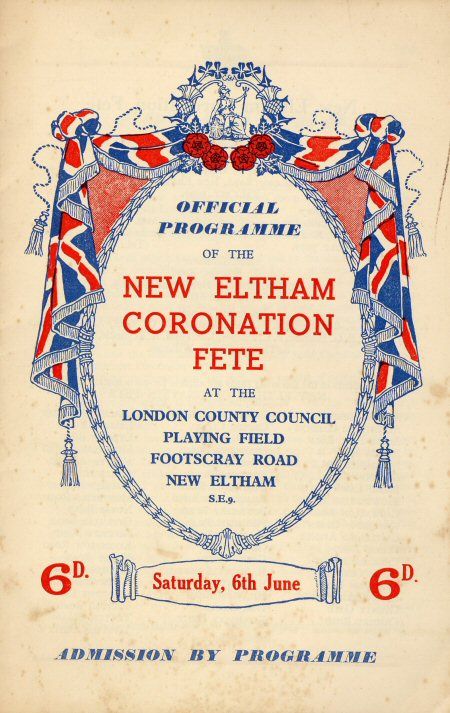 OFFICIAL
PROGRAMME
OF THE
NEW ELTHAM
CORONATION
FETE
AT THE
LONDON COUNTY COUNCIL
PLAYING FIELD
FOOTSCRAY ROAD
NEW ELTHAM
S.E.9.
6D. Saturday, 6th June 6D.
ADMISSION BY PROGRAMME